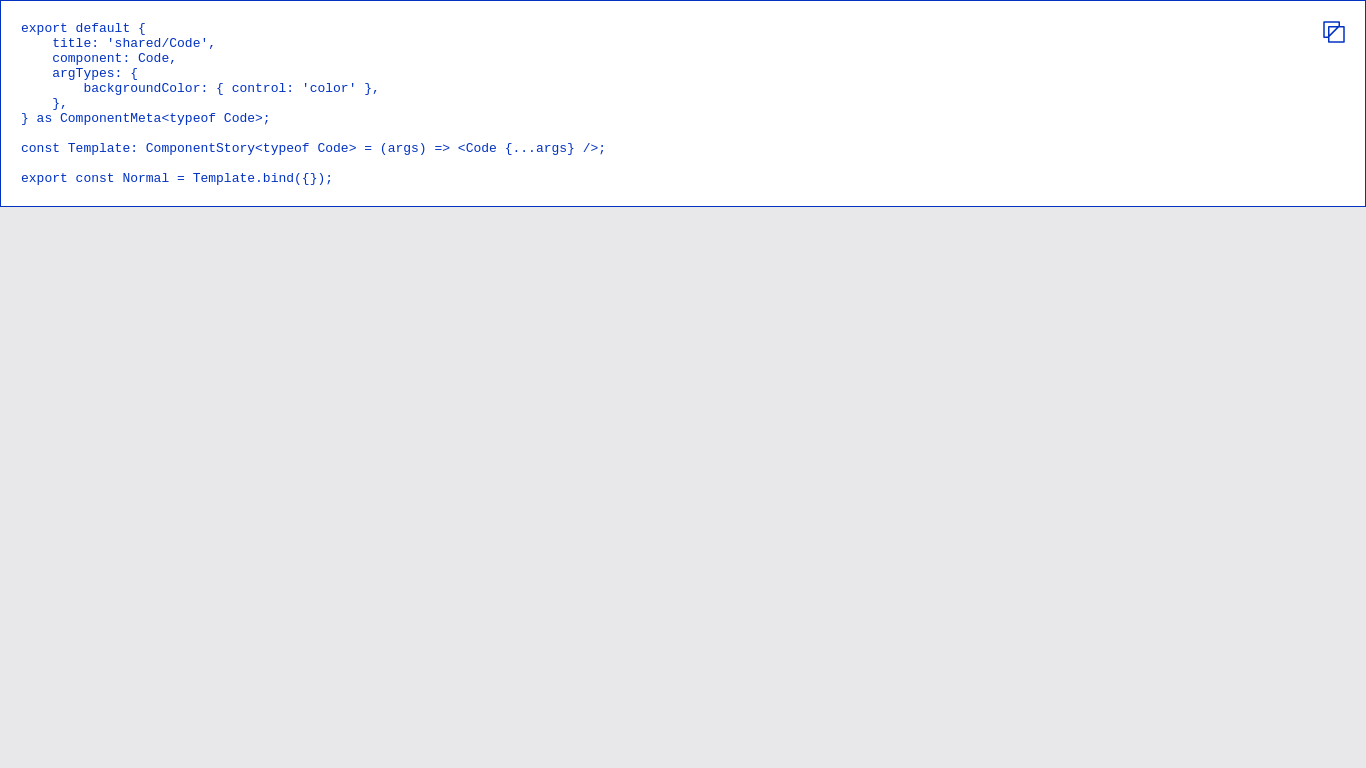 export default {
    title: 'shared/Code',
    component: Code,
    argTypes: {
        backgroundColor: { control: 'color' },
    },
} as ComponentMeta<typeof Code>;

const Template: ComponentStory<typeof Code> = (args) => <Code {...args} />;

export const Normal = Template.bind({});